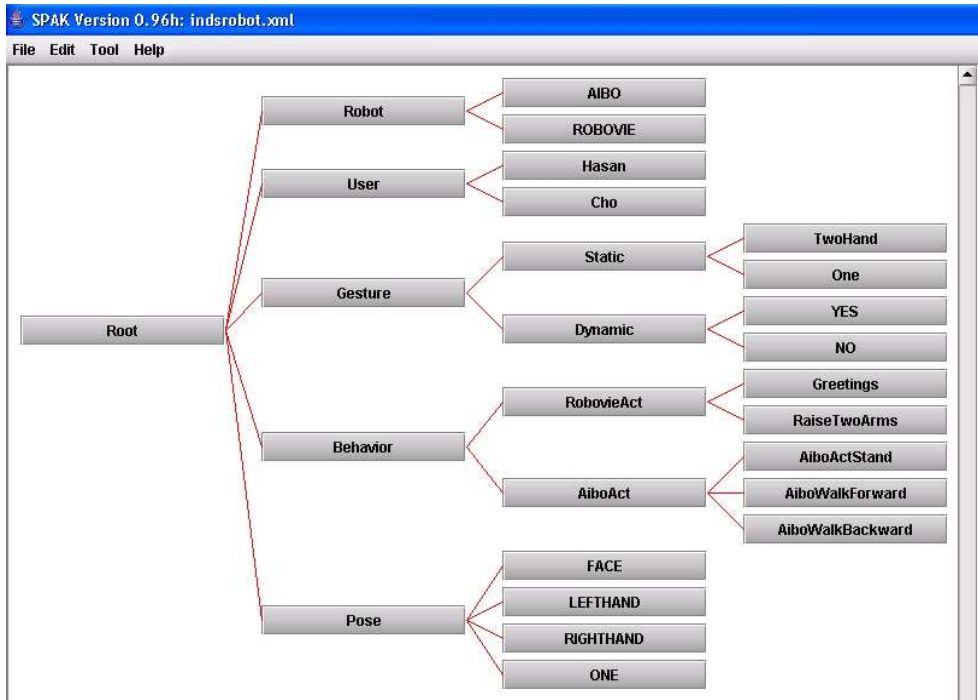 SPAK Version 0.96h: indsrobot.xml
File Edit Tool Help
Root
Robot
AIBO
ROBOVIE
User
Hasan
Cho
Gesture
Static
TwoHand
One
Dynamic
YES
NO
Behavior
RobovieAct
Greetings
RaiseTwoArms
AiboAct
AiboActStand
AiboWalkForward
AiboWalkBackward
Pose
FACE
LEFTHAND
RIGHTHAND
ONE